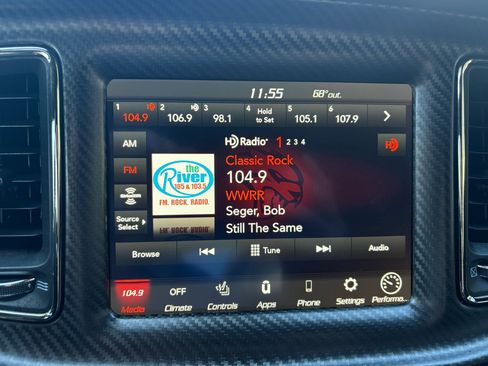 11:55 68°out.
1 2 3 4 5 6
104.9 106.9 98.1 Hold to Set 105.1 107.9
AM
HD Radio 1 2 3 4
HD
FM
the River
105 & 103.5
FM. ROCK. RADIO.
Classic Rock
104.9
WWRR
Seger, Bob
Still The Same
SiriusXM
Source Select
Browse Tune Audio
104.9 OFF
Media Climate Controls Apps Phone Settings Performa...